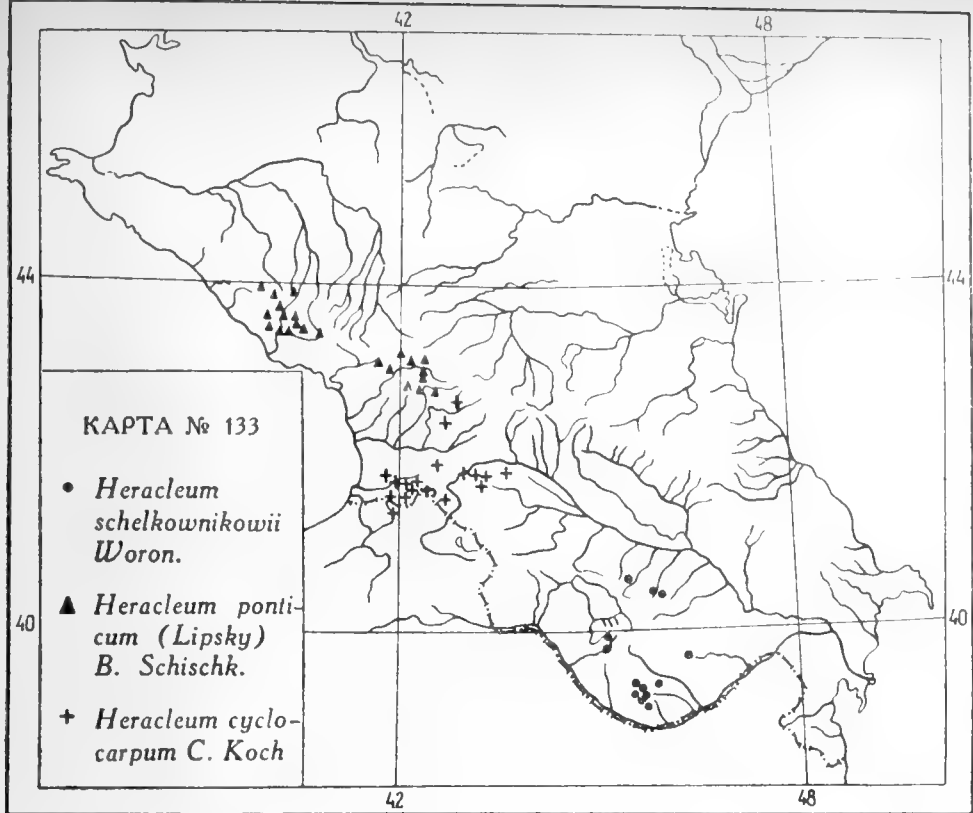 42 48
44 44
КАРТА № 133
Heracleum
schelkownikowii
Woron.
Heracleum ponti-
cum (Lipsky)
B. Schischk.
40 40
Heracleum cyclo-
carpum C. Koch
42 48